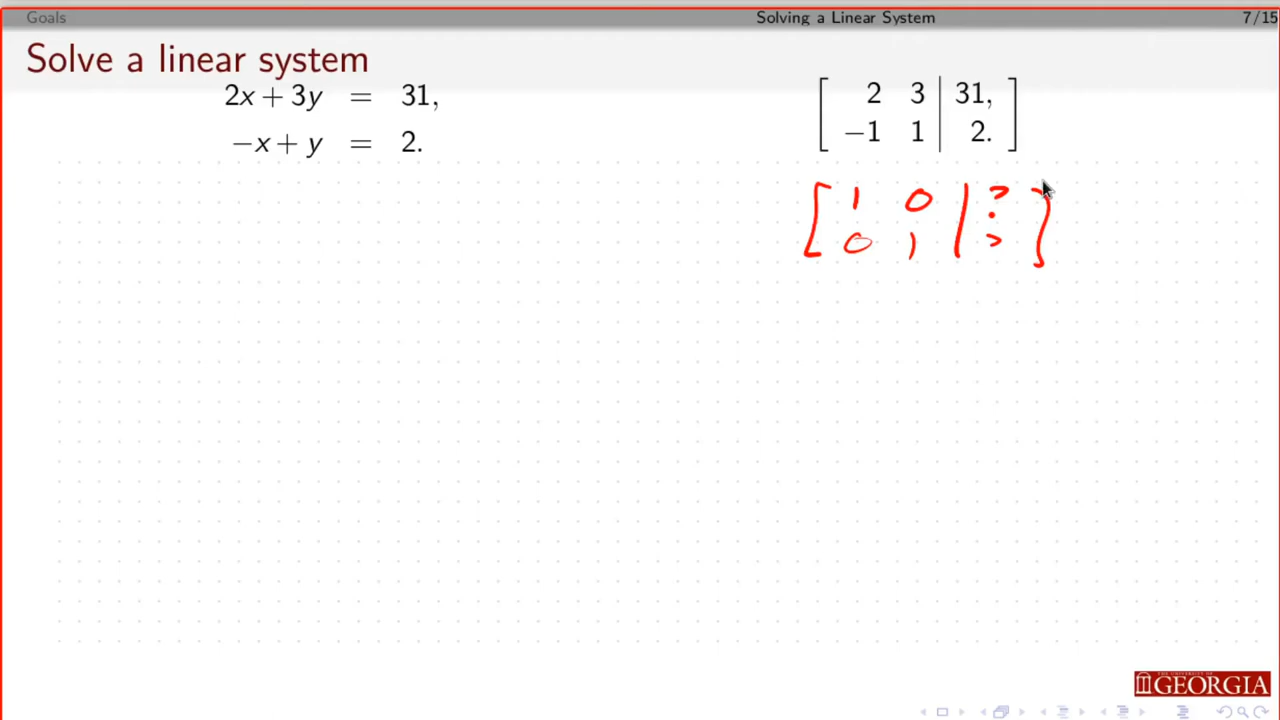 Goals
Solving a Linear System
7/15
Solve a linear system
2x + 3y = 31,
−x + y = 2.
2 3 | 31,
−1 1 | 2.
[ 1 0 | ?
0 1 | ? ]
GEORGIA